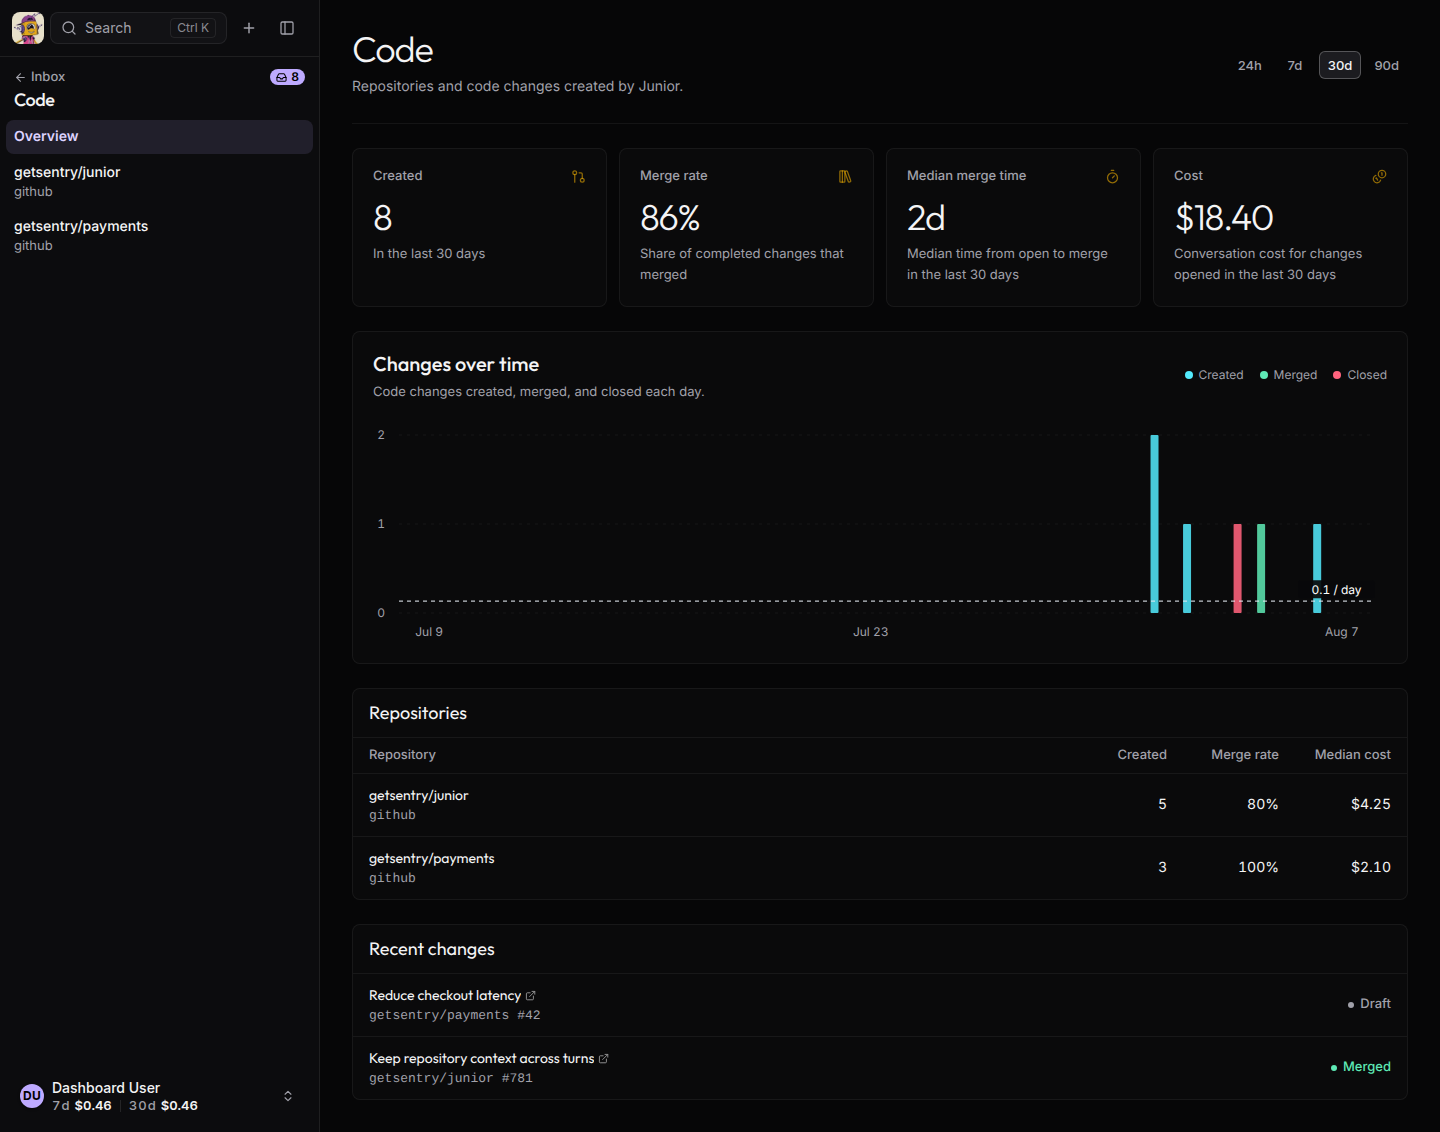 Search
Ctrl K
Inbox
8
Code
Overview
getsentry/junior
github
getsentry/payments
github
DU
Dashboard User
7d $0.46 | 30d $0.46
Code
Repositories and code changes created by Junior.
24h
7d
30d
90d
Created
8
In the last 30 days
Merge rate
86%
Share of completed changes that
merged
Median merge time
2d
Median time from open to merge
in the last 30 days
Cost
$18.40
Conversation cost for changes
opened in the last 30 days
Changes over time
Code changes created, merged, and closed each day.
Created
Merged
Closed
2
1
0
0.1 / day
Jul 9
Jul 23
Aug 7
Repositories
Repository Created Merge rate Median cost
getsentry/junior
github
5 80% $4.25
getsentry/payments
github
3 100% $2.10
Recent changes
Reduce checkout latency
getsentry/payments #42
Draft
Keep repository context across turns
getsentry/junior #781
Merged